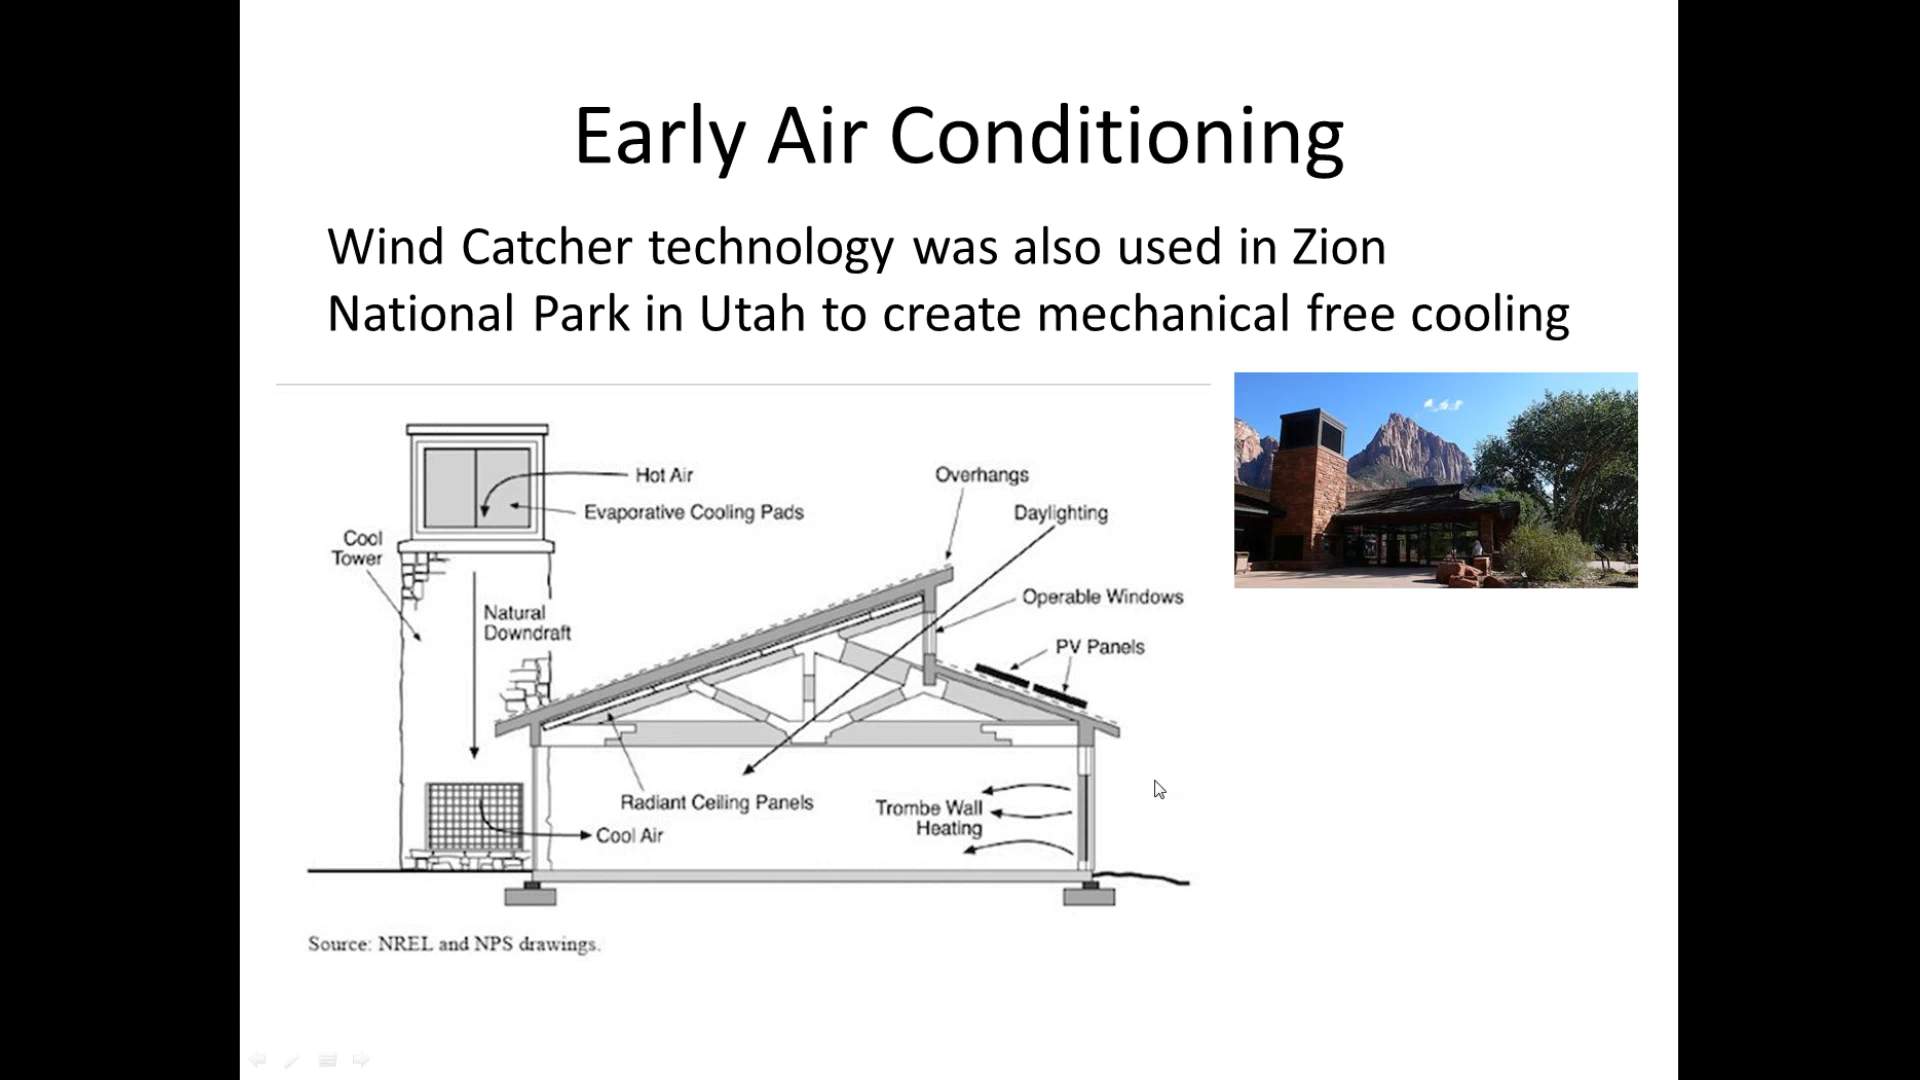 Early Air Conditioning
Wind Catcher technology was also used in Zion
National Park in Utah to create mechanical free cooling
Hot Air
Evaporative Cooling Pads
Cool
Tower
Natural
Downdraft
Overhangs
Daylighting
Operable Windows
PV Panels
Radiant Ceiling Panels
Cool Air
Trombe Wall
Heating
Source: NREL and NPS drawings.